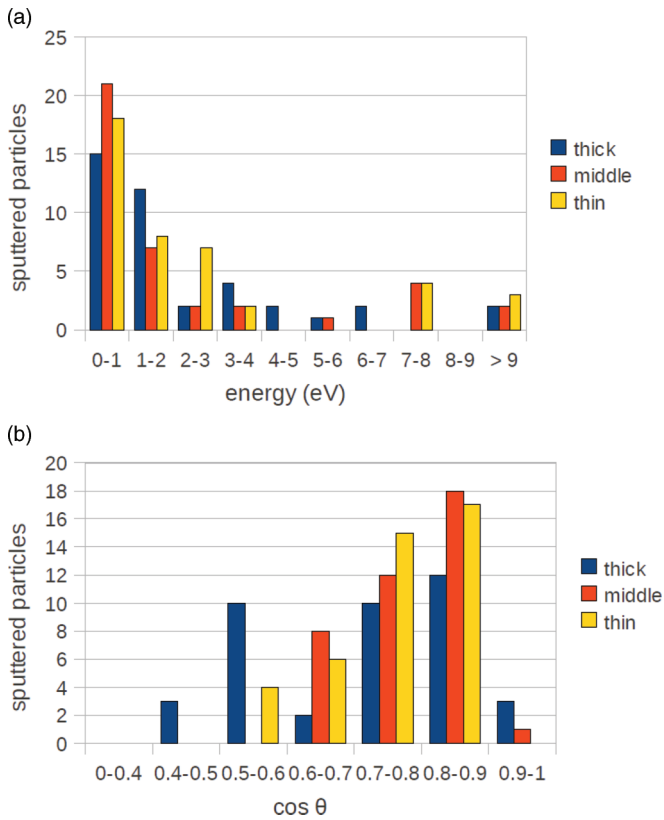 (a)
25
20
15
10
5
0
sputtered particles
0-1 1-2 2-3 3-4 4-5 5-6 6-7 7-8 8-9 > 9
energy (eV)
thick
middle
thin
(b)
20
18
16
14
12
10
8
6
4
2
0
sputtered particles
0-0.4 0.4-0.5 0.5-0.6 0.6-0.7 0.7-0.8 0.8-0.9 0.9-1
cos θ
thick
middle
thin